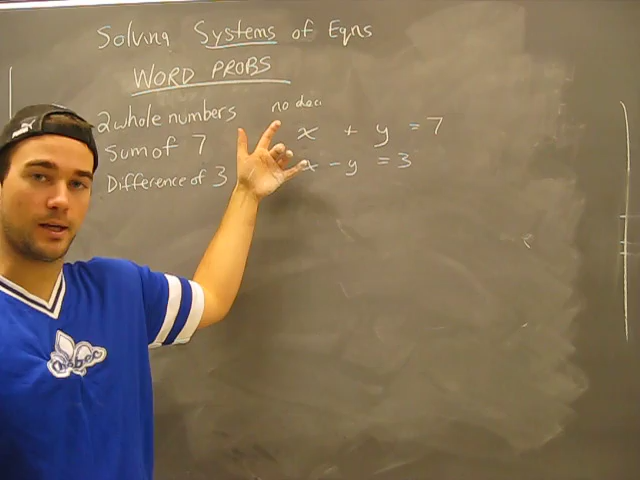 Solving Systems of Eqns
WORD PROBS
2 whole numbers no deci
Sum of 7 x + y = 7
Difference of 3 x - y = 3
Québec